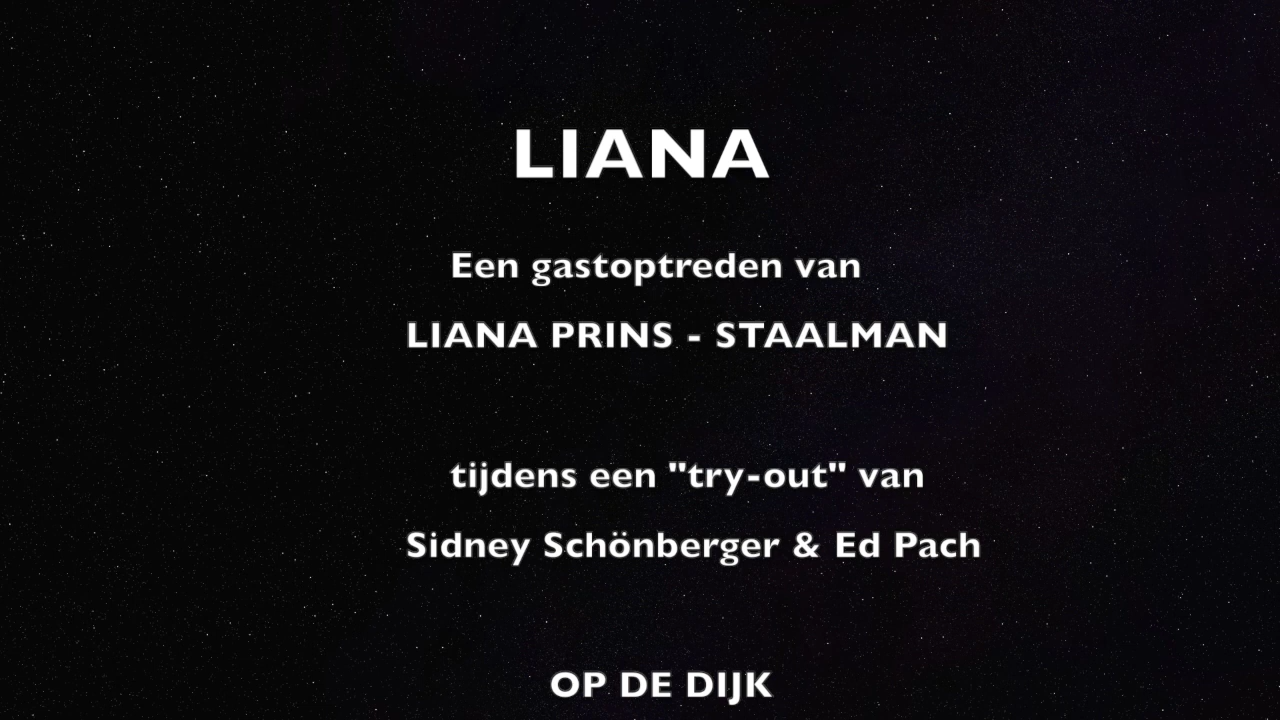 LIANA
Een gastoptreden van
LIANA PRINS - STAALMAN
tijdens een "try-out" van
Sidney Schönberger & Ed Pach
OP DE DIJK